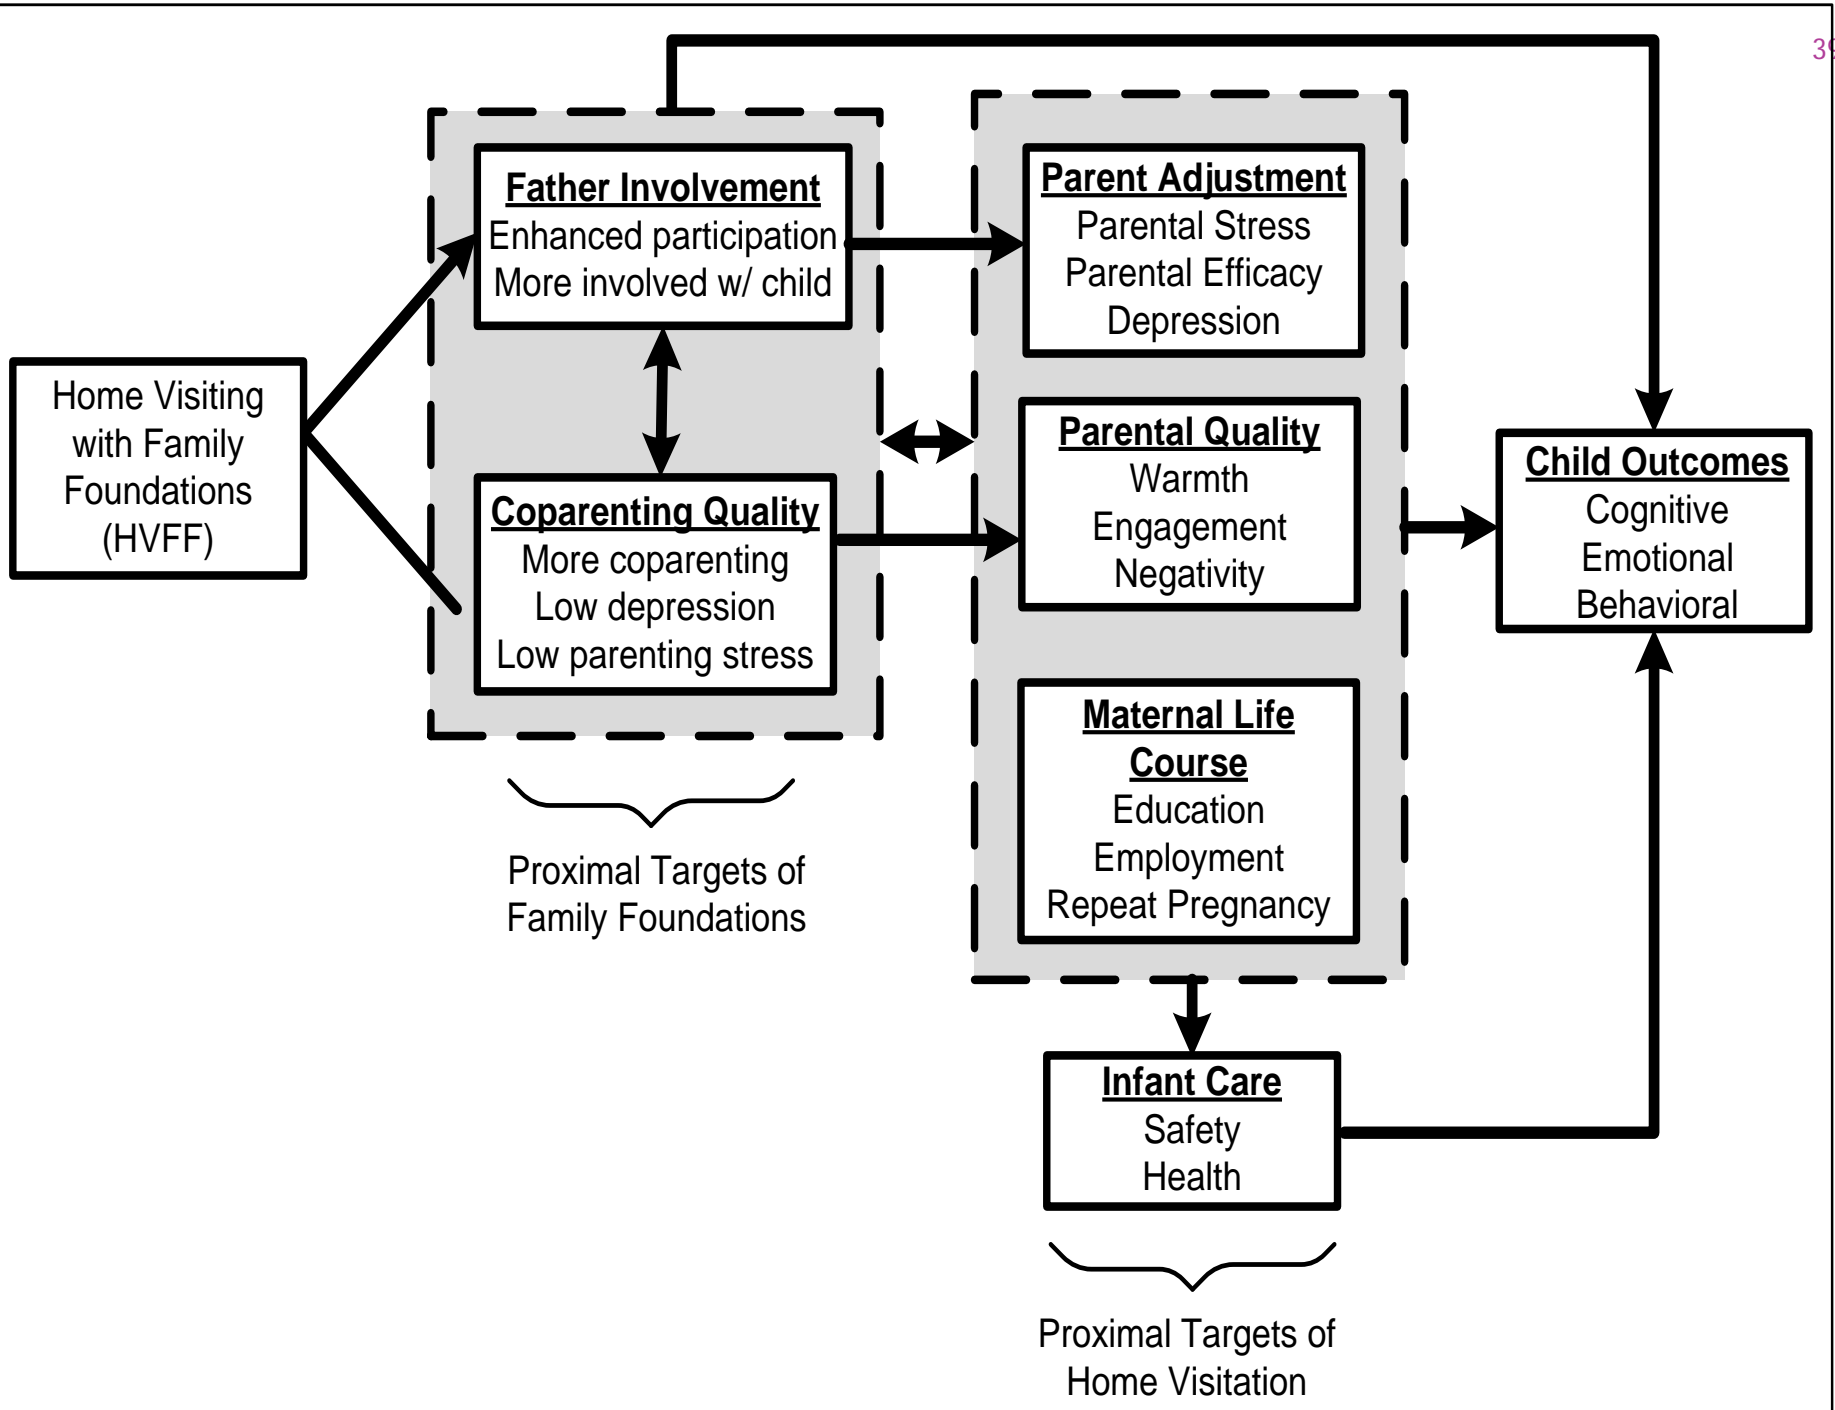 39
Home Visiting
with Family
Foundations
(HVFF)
Father Involvement
Enhanced participation
More involved w/ child
Coparenting Quality
More coparenting
Low depression
Low parenting stress
Proximal Targets of
Family Foundations
Parent Adjustment
Parental Stress
Parental Efficacy
Depression
Parental Quality
Warmth
Engagement
Negativity
Maternal Life
Course
Education
Employment
Repeat Pregnancy
Infant Care
Safety
Health
Proximal Targets of
Home Visitation
Child Outcomes
Cognitive
Emotional
Behavioral